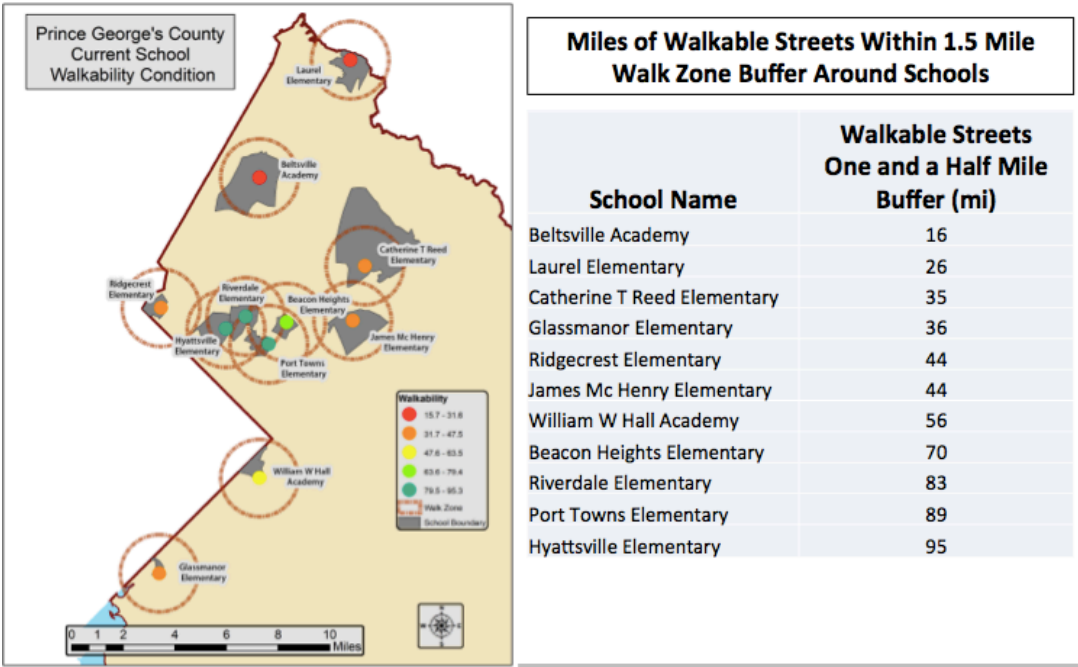 Prince George's County
Current School
Walkability Condition
Laurel
Elementary
Beltsville
Academy
Catherine T Reed
Elementary
Ridgecrest
Elementary
Riverdale
Elementary
Beacon Heights
Elementary
Hyattsville
Elementary
James Mc Henry
Elementary
Port Towns
Elementary
William W Hall
Academy
Glassmanor
Elementary
Walkability
15.7 - 31.6
31.7 - 47.5
47.6 - 63.5
63.6 - 79.4
79.5 - 95.3
Walk Zone
School Boundary
N
W E
S
0 1 2 4 6 8 10
Miles
Miles of Walkable Streets Within 1.5 Mile
Walk Zone Buffer Around Schools
School Name
Walkable Streets
One and a Half Mile
Buffer (mi)
Beltsville Academy 16
Laurel Elementary 26
Catherine T Reed Elementary 35
Glassmanor Elementary 36
Ridgecrest Elementary 44
James Mc Henry Elementary 44
William W Hall Academy 56
Beacon Heights Elementary 70
Riverdale Elementary 83
Port Towns Elementary 89
Hyattsville Elementary 95